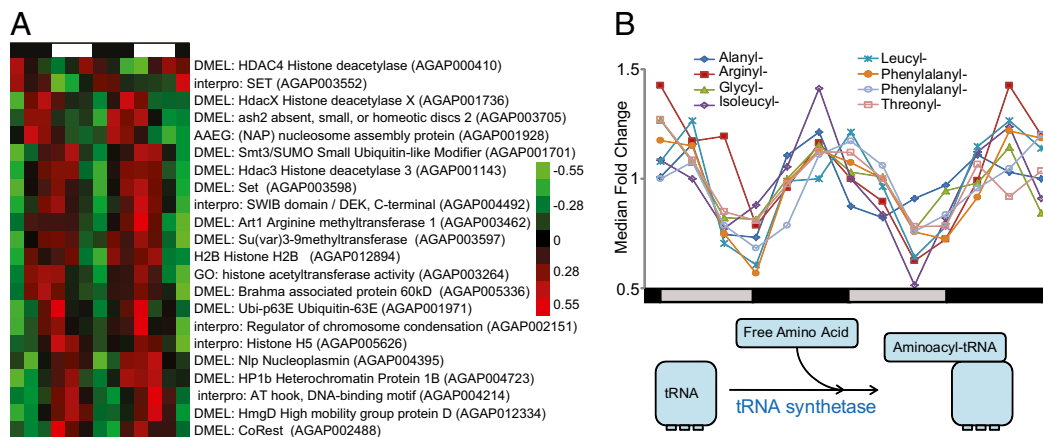 A
DMEL: HDAC4 Histone deacetylase (AGAP000410)
interpro: SET (AGAP003552)
DMEL: HdacX Histone deacetylase X (AGAP001736)
DMEL: ash2 absent, small, or homeotic discs 2 (AGAP003705)
AAEG: (NAP) nucleosome assembly protein (AGAP001928)
DMEL: Smt3/SUMO Small Ubiquitin-like Modifier (AGAP001701)
DMEL: Hdac3 Histone deacetylase 3 (AGAP001143)
DMEL: Set (AGAP003598)
interpro: SWIB domain / DEK, C-terminal (AGAP004492)
DMEL: Art1 Arginine methyltransferase 1 (AGAP003462)
DMEL: Su(var)3-9methyltransferase (AGAP003597)
H2B Histone H2B (AGAP012894)
GO: histone acetyltransferase activity (AGAP003264)
DMEL: Brahma associated protein 60kD (AGAP005336)
DMEL: Ubi-p63E Ubiquitin-63E (AGAP001971)
interpro: Regulator of chromosome condensation (AGAP002151)
interpro: Histone H5 (AGAP005626)
DMEL: Nlp Nucleoplasmin (AGAP004395)
DMEL: HP1b Heterochromatin Protein 1B (AGAP004723)
interpro: AT hook, DNA-binding motif (AGAP004214)
DMEL: HmgD High mobility group protein D (AGAP012334)
DMEL: CoRest (AGAP002488)
-0.55
-0.28
0
0.28
0.55
B
Alanyl-
Arginyl-
Glycyl-
Isoleucyl-
Leucyl-
Phenylalanyl-
Phenylalanyl-
Threonyl-
Median Fold Change
1.5
1
0.5
Free Amino Acid
Aminoacyl-tRNA
tRNA
tRNA synthetase